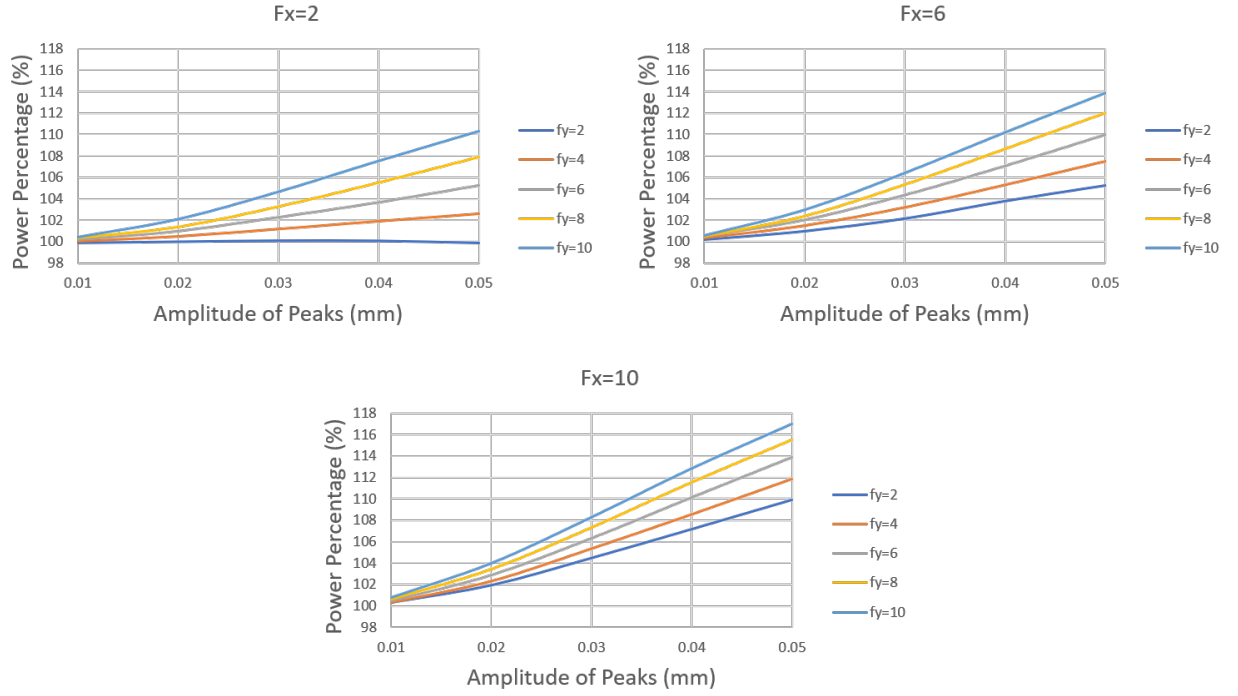 Fx=2
Power Percentage (%)
118
116
114
112
110
108
106
104
102
100
98
0.01 0.02 0.03 0.04 0.05
Amplitude of Peaks (mm)
fy=2
fy=4
fy=6
fy=8
fy=10
Fx=6
Power Percentage (%)
118
116
114
112
110
108
106
104
102
100
98
0.01 0.02 0.03 0.04 0.05
Amplitude of Peaks (mm)
fy=2
fy=4
fy=6
fy=8
fy=10
Fx=10
Power Percentage (%)
118
116
114
112
110
108
106
104
102
100
98
0.01 0.02 0.03 0.04 0.05
Amplitude of Peaks (mm)
fy=2
fy=4
fy=6
fy=8
fy=10